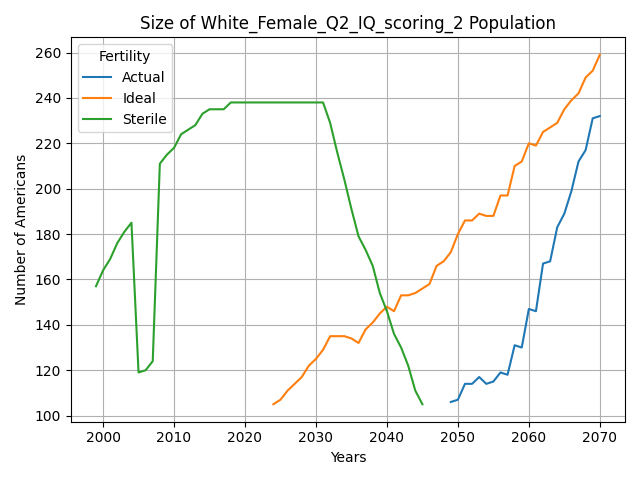 Size of White_Female_Q2_IQ_scoring_2 Population
Fertility
Actual
Ideal
Sterile
Number of Americans
260
240
220
200
180
160
140
120
100
2000 2010 2020 2030 2040 2050 2060 2070
Years